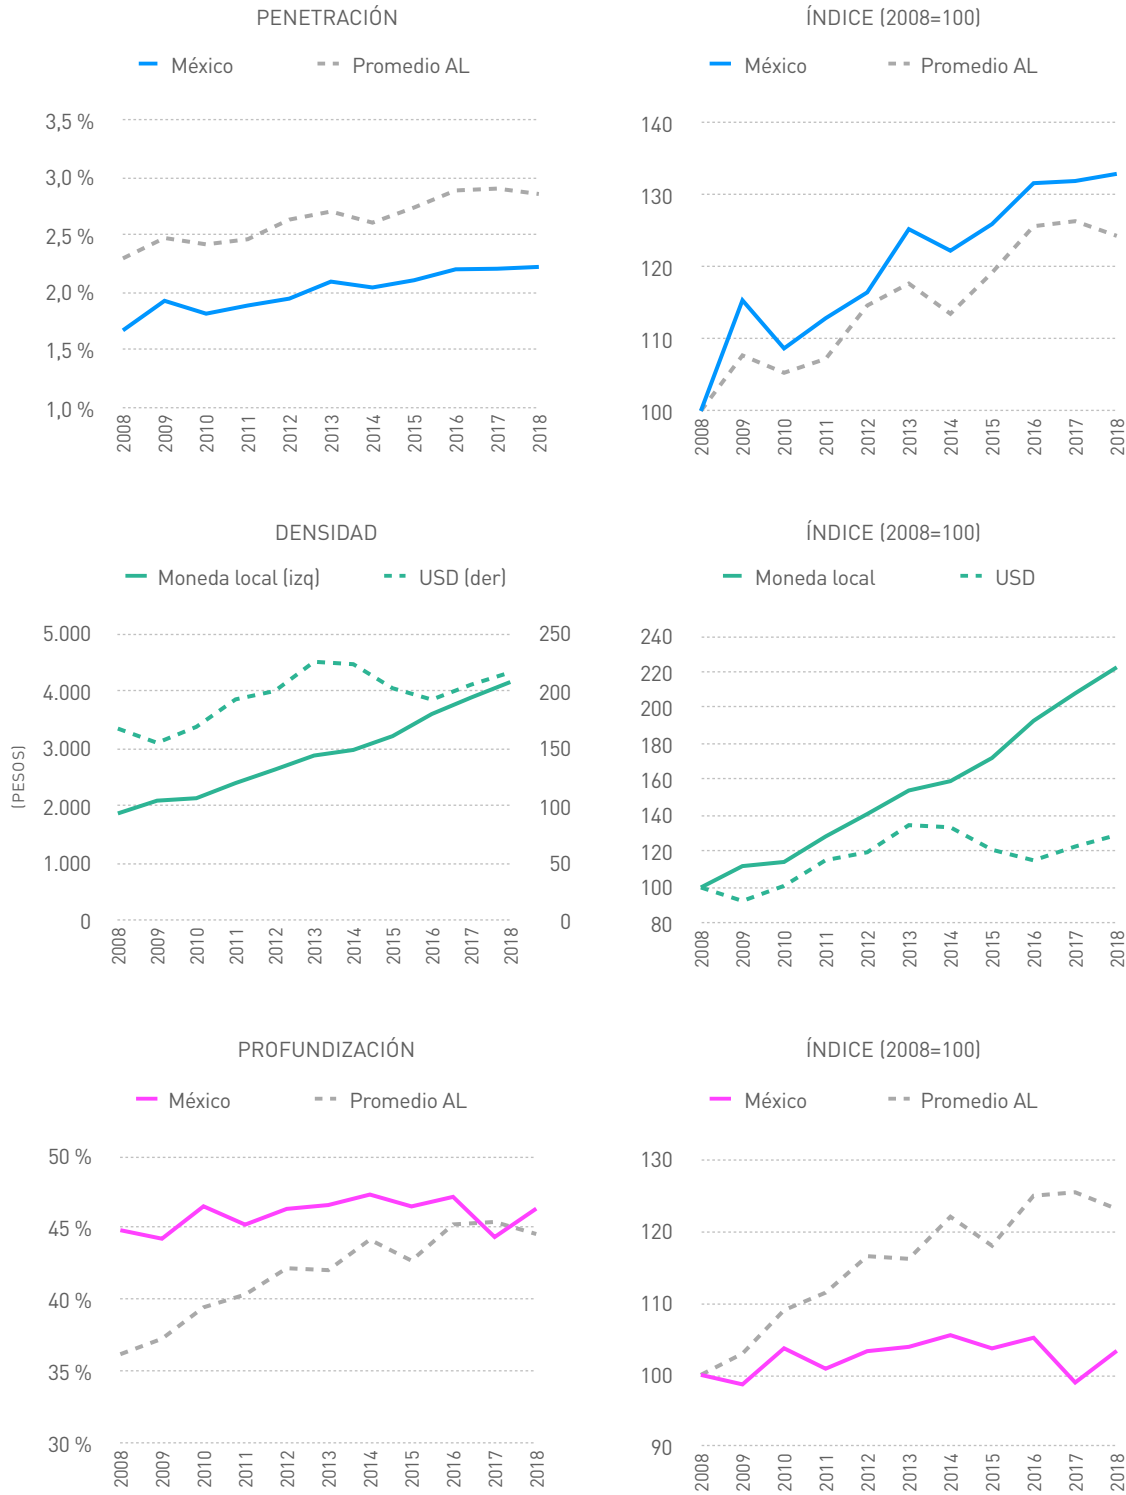 PENETRACIÓN
México
Promedio AL
3,5 %
3,0 %
2,5 %
2,0 %
1,5 %
1,0 %
2008 2009 2010 2011 2012 2013 2014 2015 2016 2017 2018
ÍNDICE (2008=100)
México
Promedio AL
140
130
120
110
100
2008 2009 2010 2011 2012 2013 2014 2015 2016 2017 2018
DENSIDAD
Moneda local (izq)
USD (der)
(PESOS)
5.000
4.000
3.000
2.000
1.000
0
250
200
150
100
50
0
2008 2009 2010 2011 2012 2013 2014 2015 2016 2017 2018
ÍNDICE (2008=100)
Moneda local
USD
240
220
200
180
160
140
120
100
80
2008 2009 2010 2011 2012 2013 2014 2015 2016 2017 2018
PROFUNDIZACIÓN
México
Promedio AL
50 %
45 %
40 %
35 %
30 %
2008 2009 2010 2011 2012 2013 2014 2015 2016 2017 2018
ÍNDICE (2008=100)
México
Promedio AL
130
120
110
100
90
2008 2009 2010 2011 2012 2013 2014 2015 2016 2017 2018